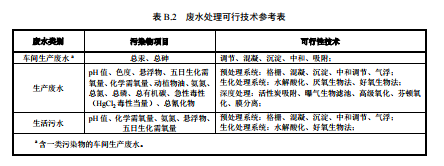 表 B.2 废水处理可行技术参考表
废水类别 污染物项目 可行性技术
车间生产废水a 总汞、总砷 调节、混凝、沉淀、中和、吸附；
生产废水
pH 值、色度、悬浮物、五日生化需
氧量、化学需氧量、动植物油、氨氮、
总氮、总磷、总有机碳、急性毒性
（HgCl₂ 毒性当量）、总氰化物
预处理系统：格栅、混凝、沉淀、中和调节、气浮；
生化处理系统：水解酸化、厌氧生物法、好氧生物法；
深度处理：活性炭吸附、曝气生物滤池、高级氧化、芬顿氧
化、膜分离；
生活污水
pH 值、化学需氧量、氨氮、悬浮物、
五日生化需氧量
预处理系统：格栅、混凝、沉淀、中和调节、气浮；
生化处理系统：水解酸化、好氧生物法；
a 含一类污染物的车间生产废水。